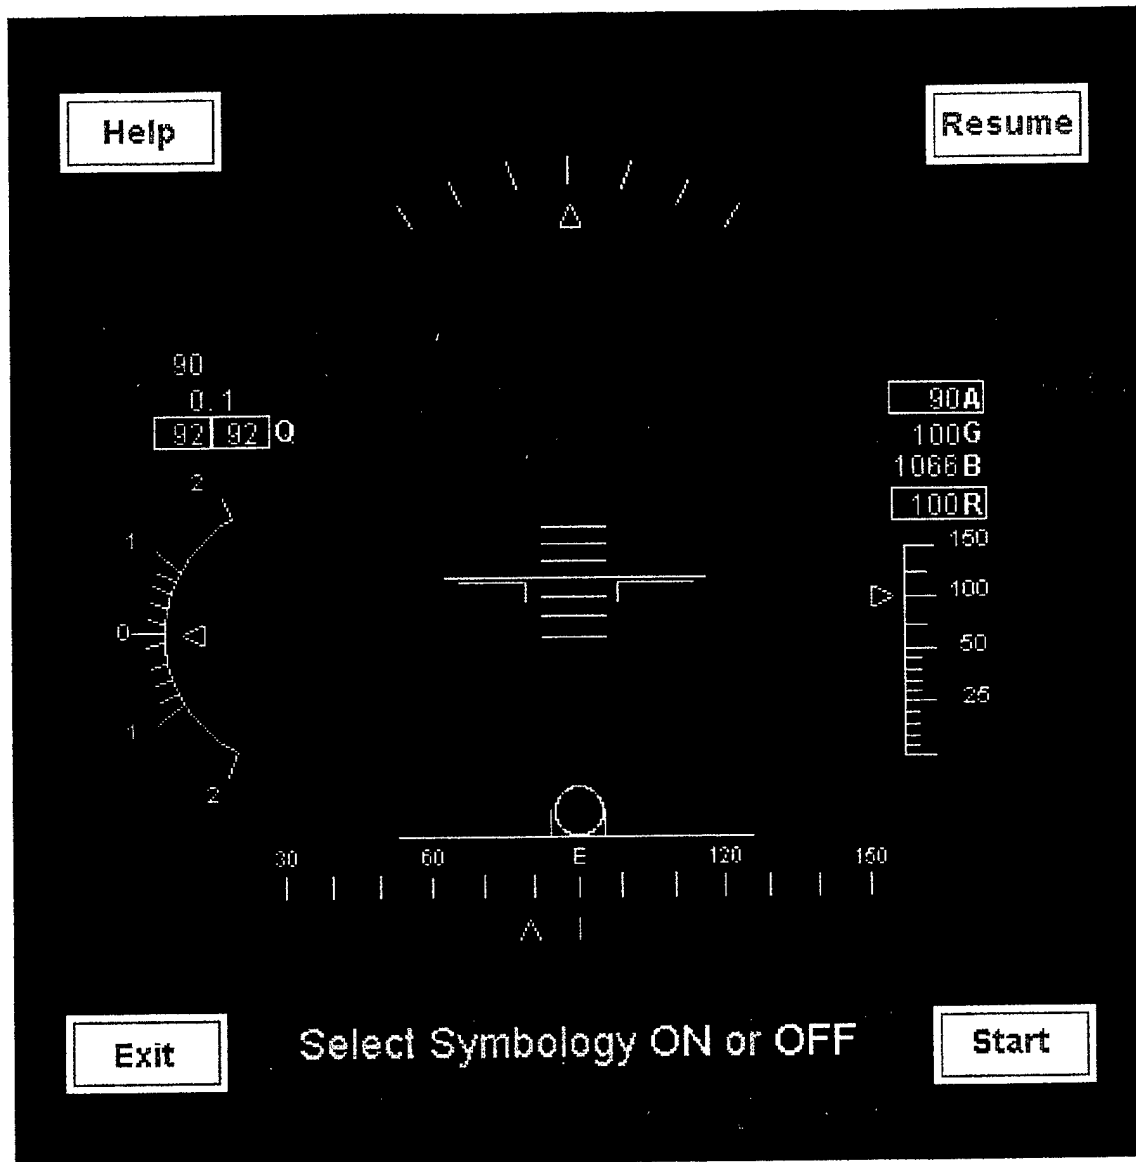 Help
Resume
90
0.1
92 92 Q
90A
100G
1066B
100R
2
1
0
1
2
150
100
50
25
30 60 E 120 150
Select Symbology ON or OFF
Exit
Start